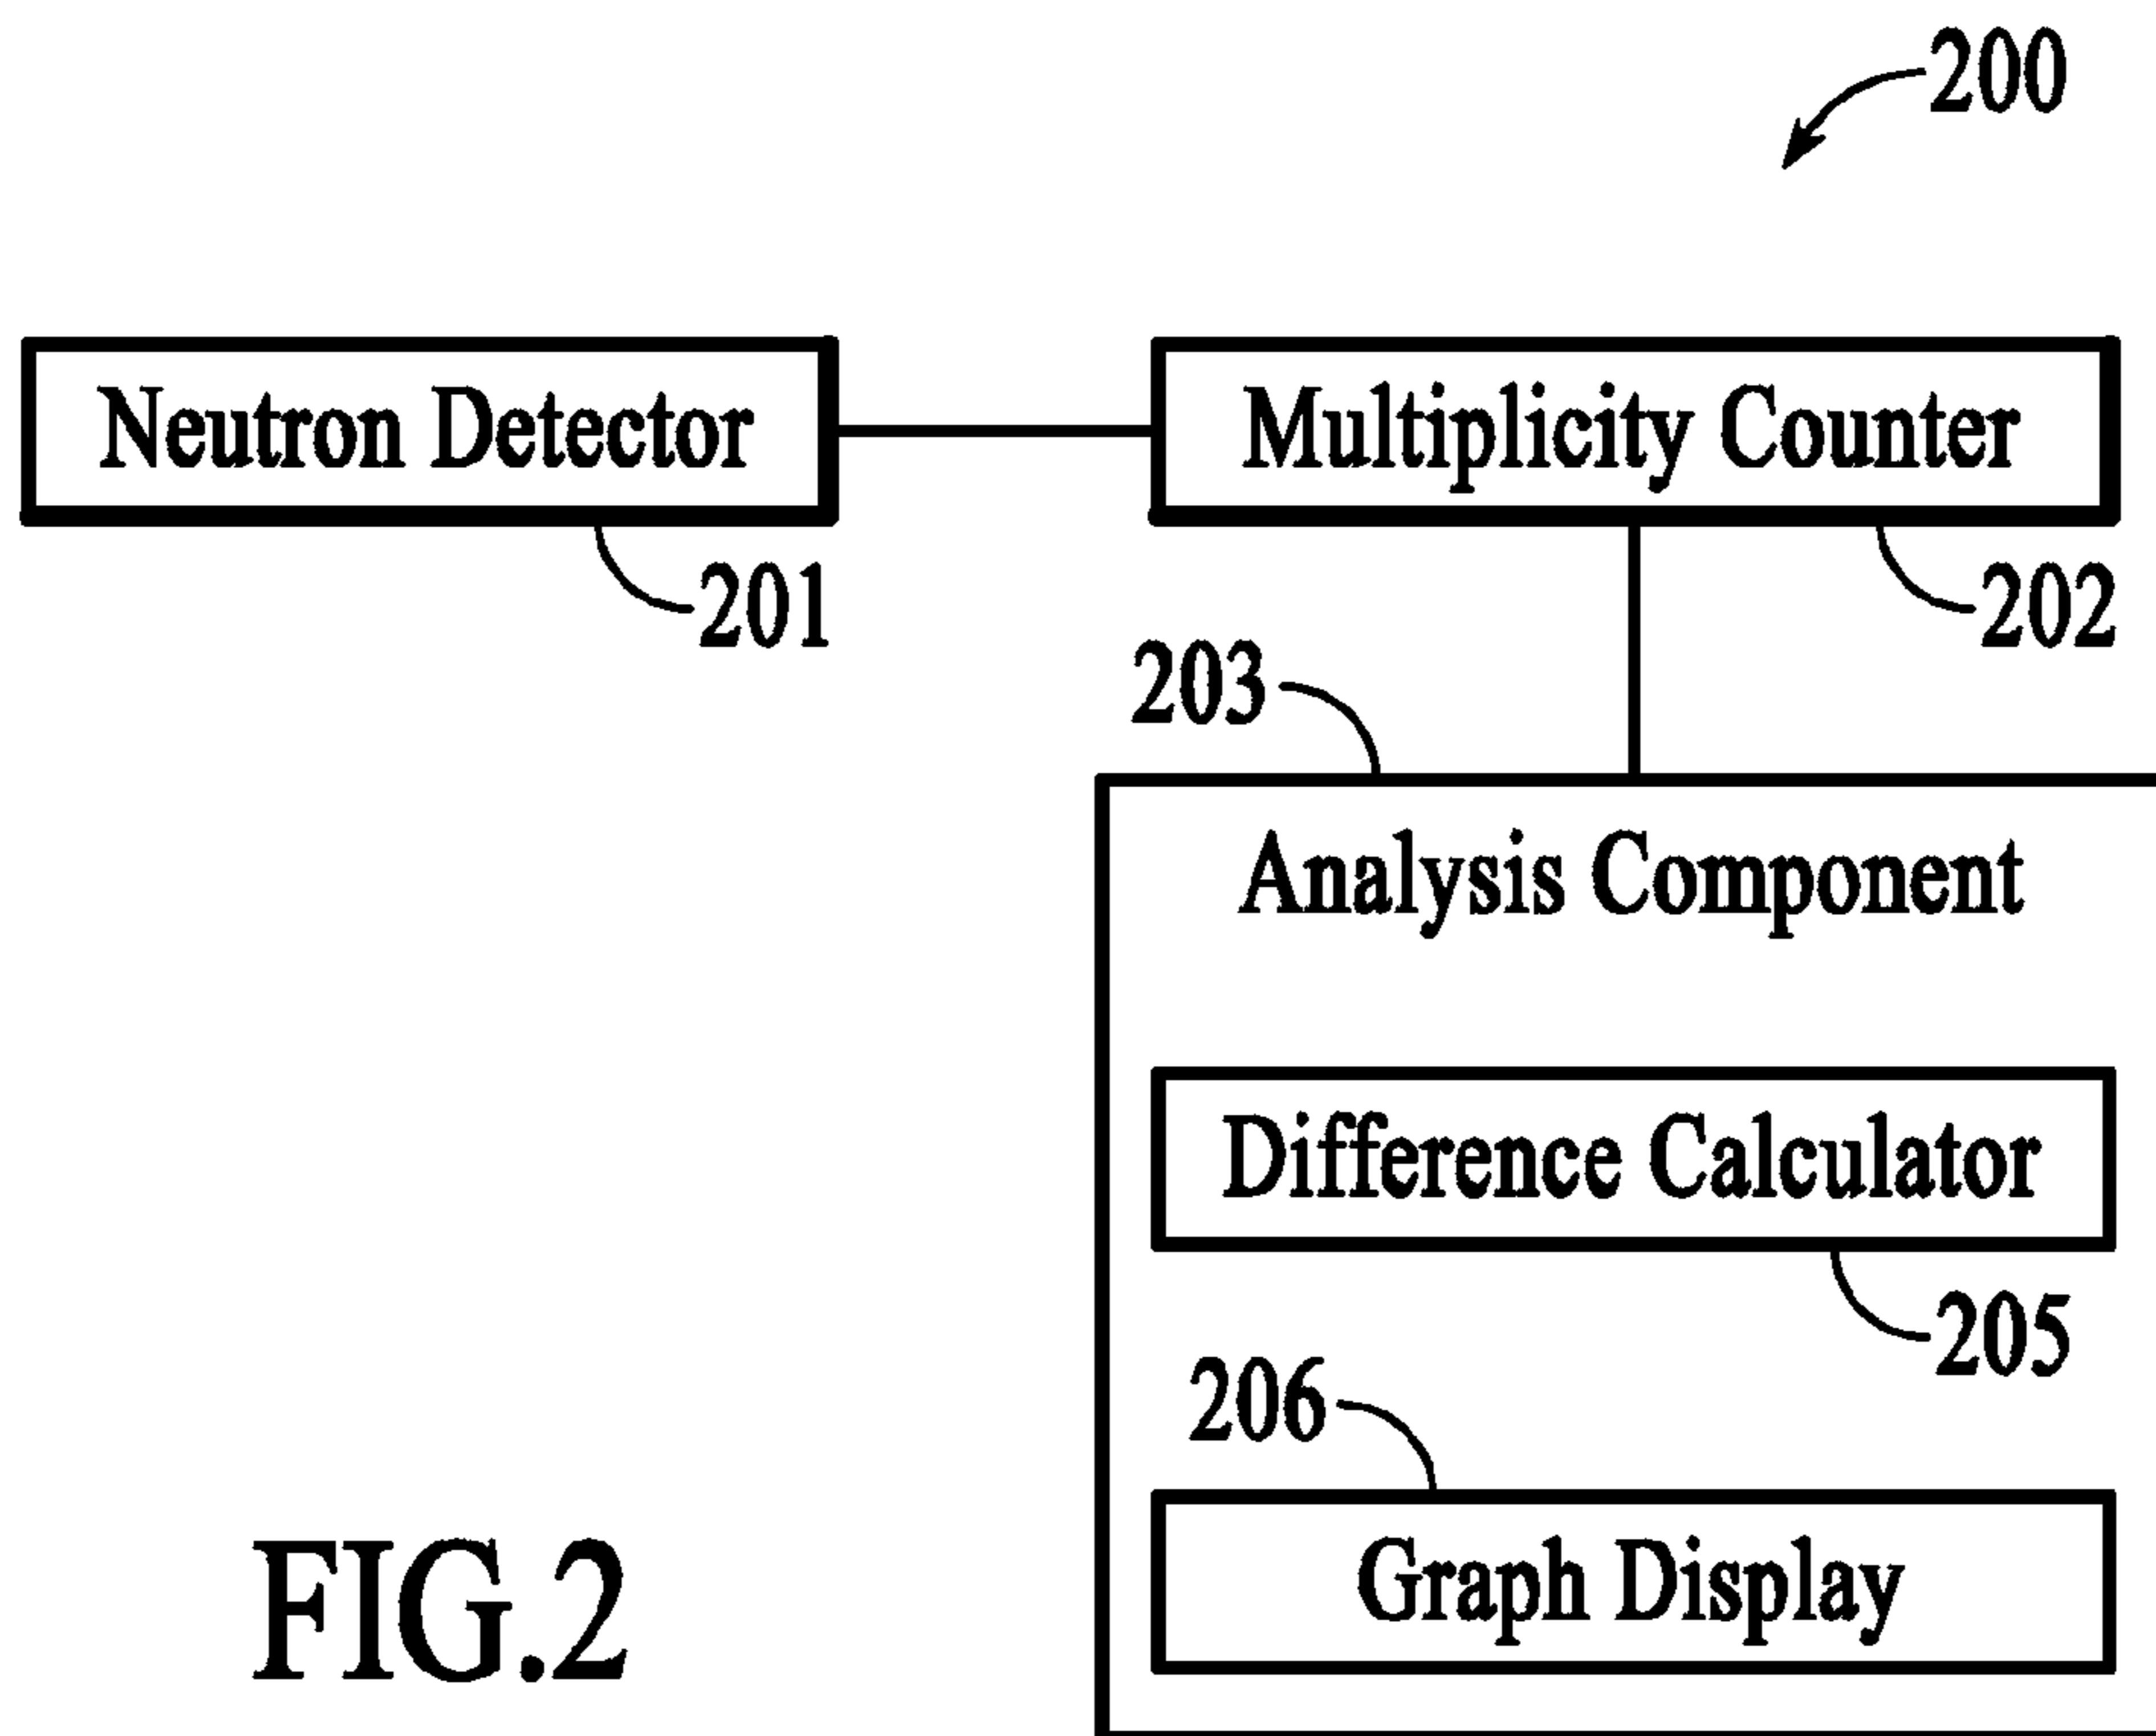 200
Neutron Detector
Multiplicity Counter
201
202
203
Analysis Component
Difference Calculator
205
206
Graph Display
FIG.2